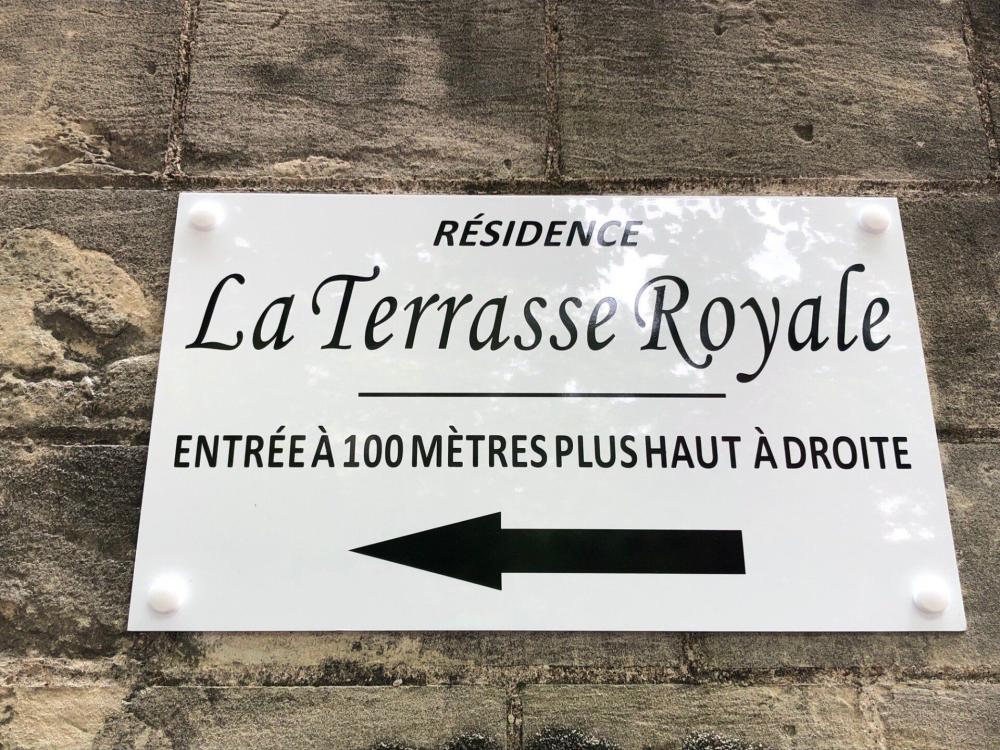 RÉSIDENCE
La Terrasse Royale
ENTRÉE À 100 MÈTRES PLUS HAUT À DROITE